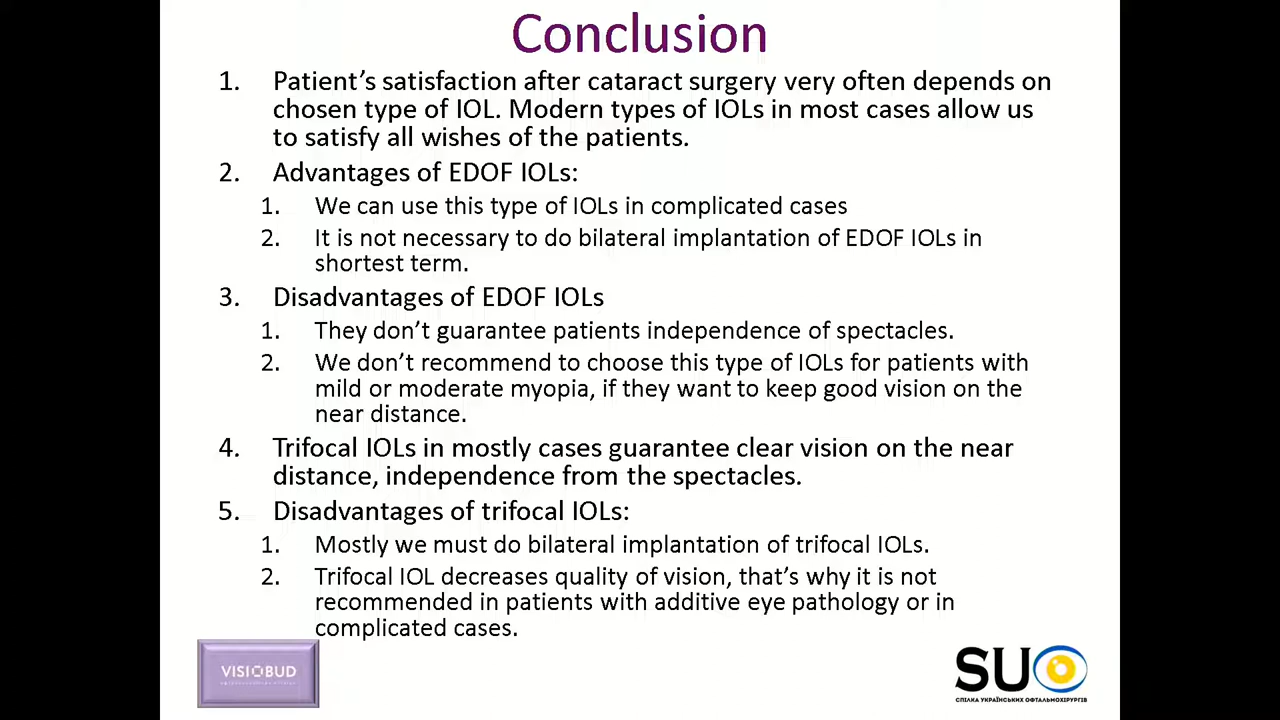 Conclusion
1. Patient's satisfaction after cataract surgery very often depends on
chosen type of IOL. Modern types of IOLs in most cases allow us
to satisfy all wishes of the patients.
2. Advantages of EDOF IOLs:
1. We can use this type of IOLs in complicated cases
2. It is not necessary to do bilateral implantation of EDOF IOLs in
shortest term.
3. Disadvantages of EDOF IOLs
1. They don't guarantee patients independence of spectacles.
2. We don't recommend to choose this type of IOLs for patients with
mild or moderate myopia, if they want to keep good vision on the
near distance.
4. Trifocal IOLs in mostly cases guarantee clear vision on the near
distance, independence from the spectacles.
5. Disadvantages of trifocal IOLs:
1. Mostly we must do bilateral implantation of trifocal IOLs.
2. Trifocal IOL decreases quality of vision, that's why it is not
recommended in patients with additive eye pathology or in
complicated cases.
VISIOBUD
SUO
СПІЛКА УКРАЇНСЬКИХ ОФТАЛЬМОХІРУРГІВ